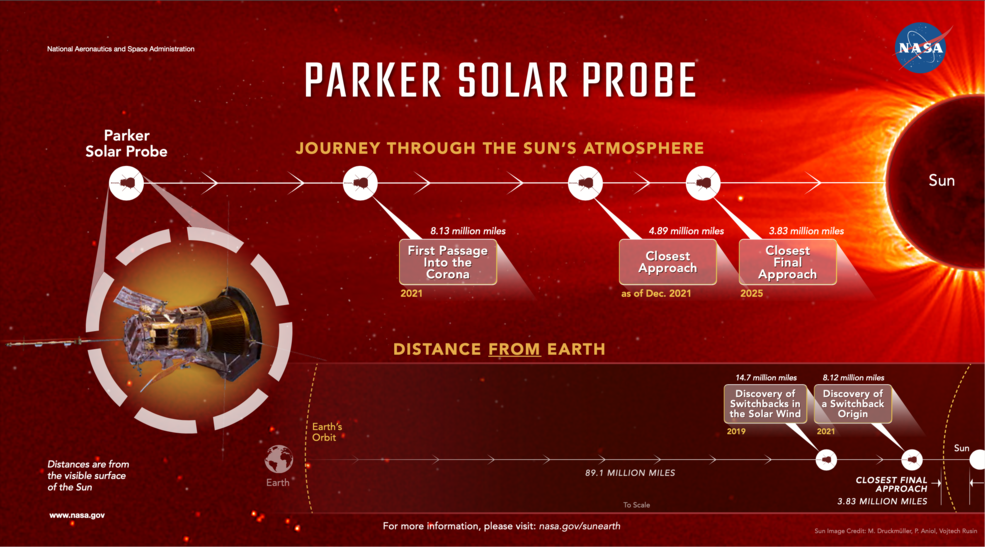 National Aeronautics and Space Administration
NASA
PARKER SOLAR PROBE
Parker
Solar Probe
JOURNEY THROUGH THE SUN'S ATMOSPHERE
Sun
8.13 million miles
First Passage
Into the
Corona
2021
4.89 million miles
Closest
Approach
as of Dec. 2021
3.83 million miles
Closest
Final
Approach
2025
DISTANCE FROM EARTH
14.7 million miles
Discovery of
Switchbacks in
the Solar Wind
2019
8.12 million miles
Discovery of
a Switchback
Origin
2021
Earth's
Orbit
Sun
Earth
89.1 MILLION MILES
CLOSEST FINAL
APPROACH
3.83 MILLION MILES
To Scale
Distances are from
the visible surface
of the Sun
www.nasa.gov
For more information, please visit: nasa.gov/sunearth
Sun Image Credit: M. Druckmüller, P. Aniol, Vojtech Rusin